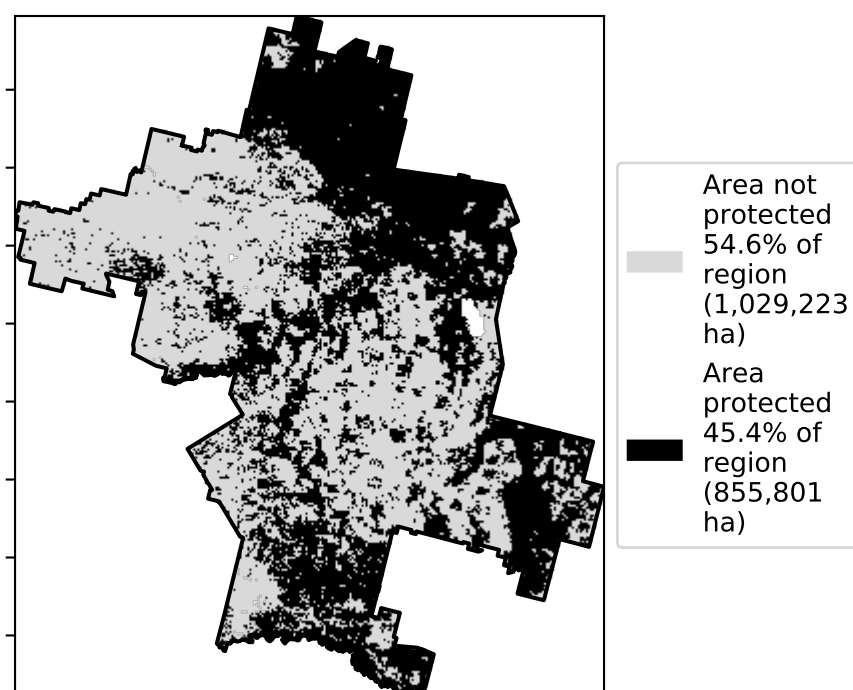 Area not
protected
54.6% of
region
(1,029,223
ha)
Area
protected
45.4% of
region
(855,801
ha)